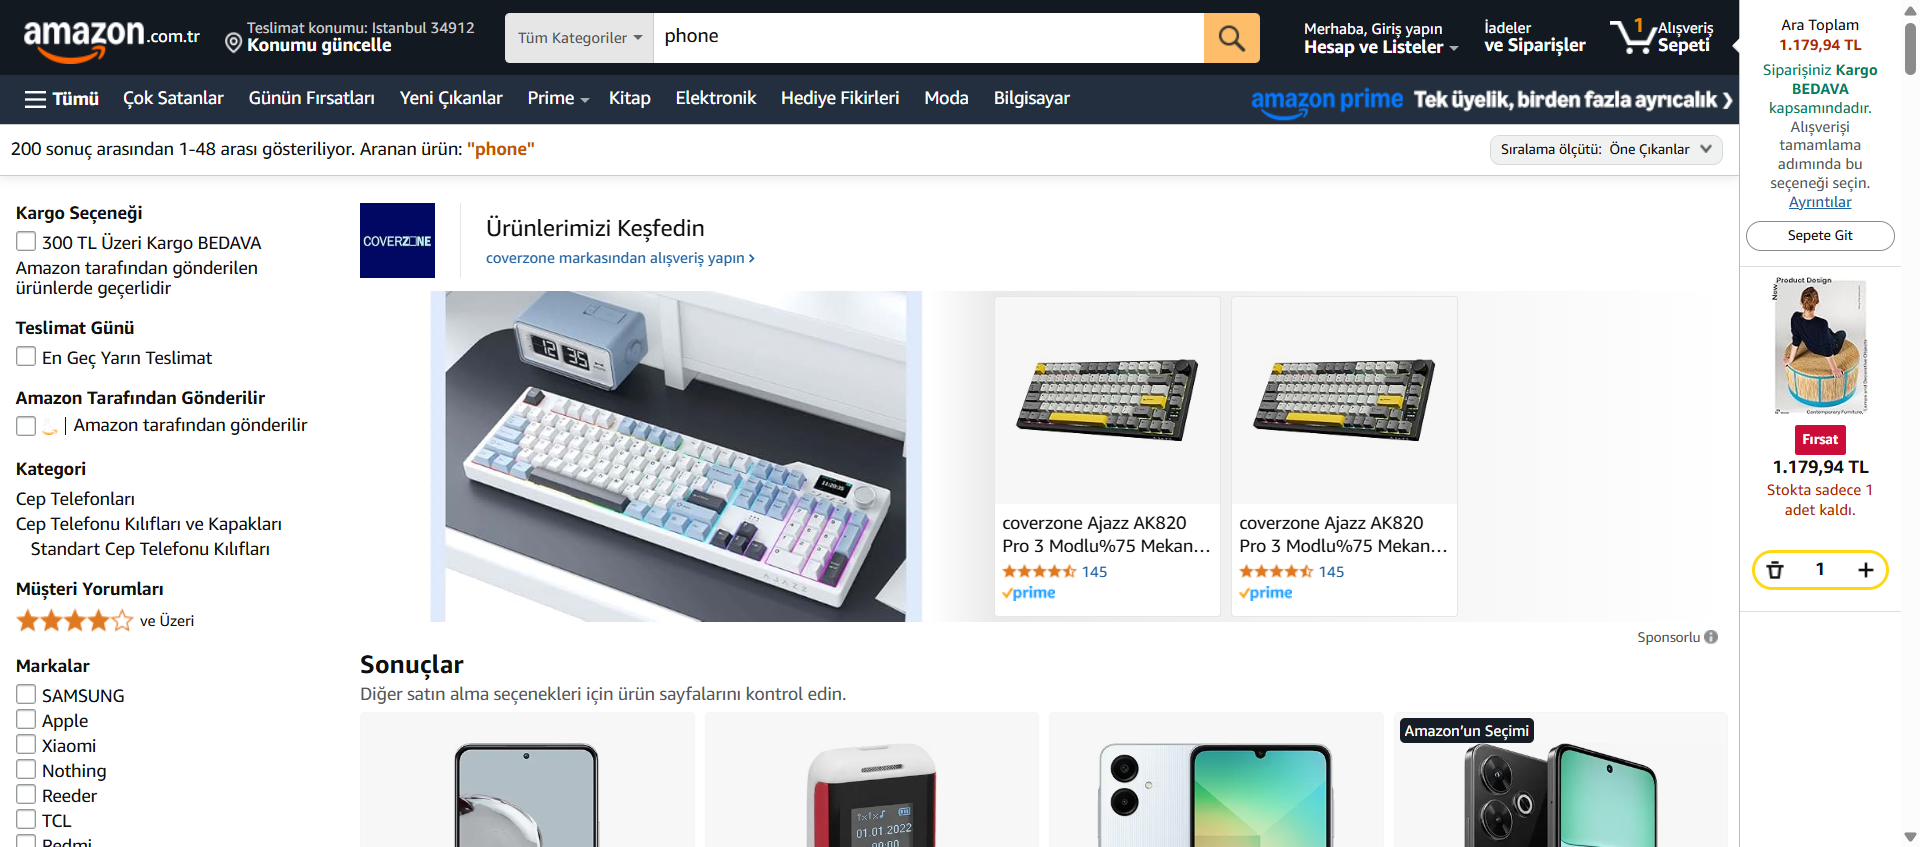 amazon.com.tr
Teslimat konumu: Istanbul 34912
Konumu güncelle
Tüm Kategoriler
phone
Merhaba, Giriş yapın
Hesap ve Listeler
İadeler
ve Siparişler
1
Alışveriş
Sepeti
Tümü
Çok Satanlar
Günün Fırsatları
Yeni Çıkanlar
Prime
Kitap
Elektronik
Hediye Fikirleri
Moda
Bilgisayar
amazon prime Tek üyelik, birden fazla ayrıcalık ❯
200 sonuç arasından 1-48 arası gösteriliyor. Aranan ürün: "phone"
Sıralama ölçütü: Öne Çıkanlar
Kargo Seçeneği
300 TL Üzeri Kargo BEDAVA
Amazon tarafından gönderilen
ürünlerde geçerlidir
Teslimat Günü
En Geç Yarın Teslimat
Amazon Tarafından Gönderilir
| Amazon tarafından gönderilir
Kategori
Cep Telefonları
Cep Telefonu Kılıfları ve Kapakları
Standart Cep Telefonu Kılıfları
Müşteri Yorumları
ve Üzeri
Markalar
SAMSUNG
Apple
Xiaomi
Nothing
Reeder
TCL
Redmi
COVERZONE
Ürünlerimizi Keşfedin
coverzone markasından alışveriş yapın ›
12 35
AJAZZ
coverzone Ajazz AK820
Pro 3 Modlu%75 Mekan...
145
prime
coverzone Ajazz AK820
Pro 3 Modlu%75 Mekan...
145
prime
Sponsorlu
Sonuçlar
Diğer satın alma seçenekleri için ürün sayfalarını kontrol edin.
01.01.2022
00:00
Amazon'un Seçimi
Ara Toplam
1.179,94 TL
Siparişiniz Kargo
BEDAVA
kapsamındadır.
Alışverişi
tamamlama
adımında bu
seçeneği seçin.
Ayrıntılar
Sepete Git
New Product Design
Contemporary Furniture,
Fırsat
1.179,94 TL
Stokta sadece 1
adet kaldı.
1